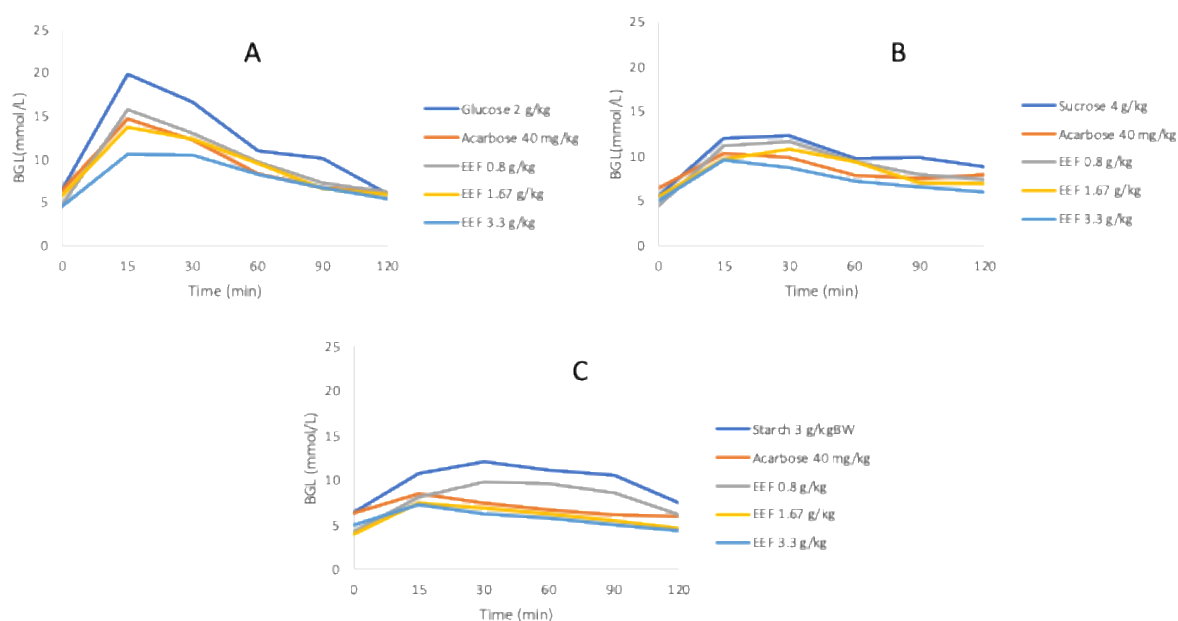 A
BGL(mmol/L)
25
20
15
10
5
0
0 15 30 60 90 120
Time (min)
Glucose 2 g/kg
Acarbose 40 mg/kg
EEF 0.8 g/kg
EEF 1.67 g/kg
EEF 3.3 g/kg
B
BGL(mmol/L)
25
20
15
10
5
0
0 15 30 60 90 120
Time (min)
Sucrose 4 g/kg
Acarbose 40 mg/kg
EEF 0.8 g/kg
EEF 1.67 g/kg
EEF 3.3 g/kg
C
BGL (mmol/L)
25
20
15
10
5
0
0 15 30 60 90 120
Time (min)
Starch 3 g/kgBW
Acarbose 40 mg/kg
EEF 0.8 g/kg
EEF 1.67 g/kg
EEF 3.3 g/kg